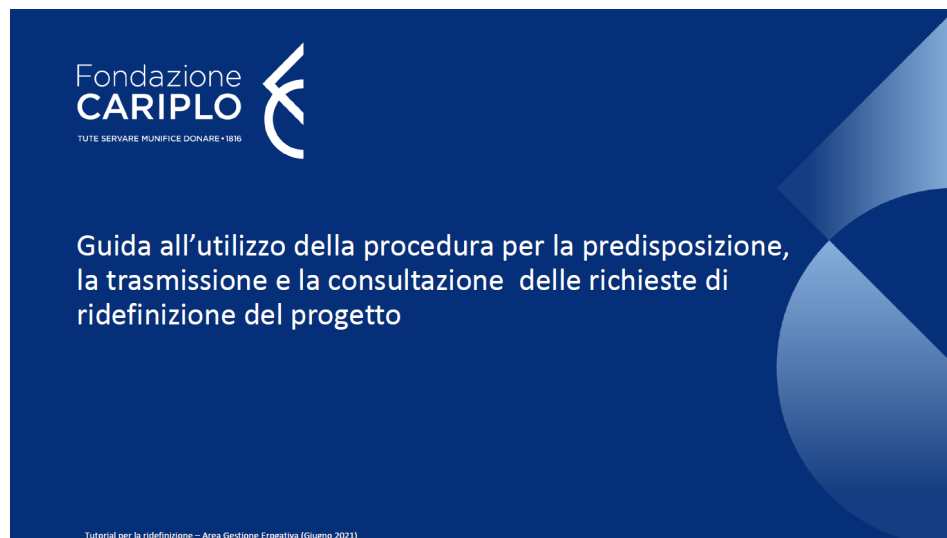 Fondazione
CARIPLO
TUTE SERVARE MUNIFICE DONARE • 1816
Guida all’utilizzo della procedura per la predisposizione,
la trasmissione e la consultazione delle richieste di
ridefinizione del progetto
Tutorial per la ridefinizione – Area Gestione Erogativa (Giugno 2021)